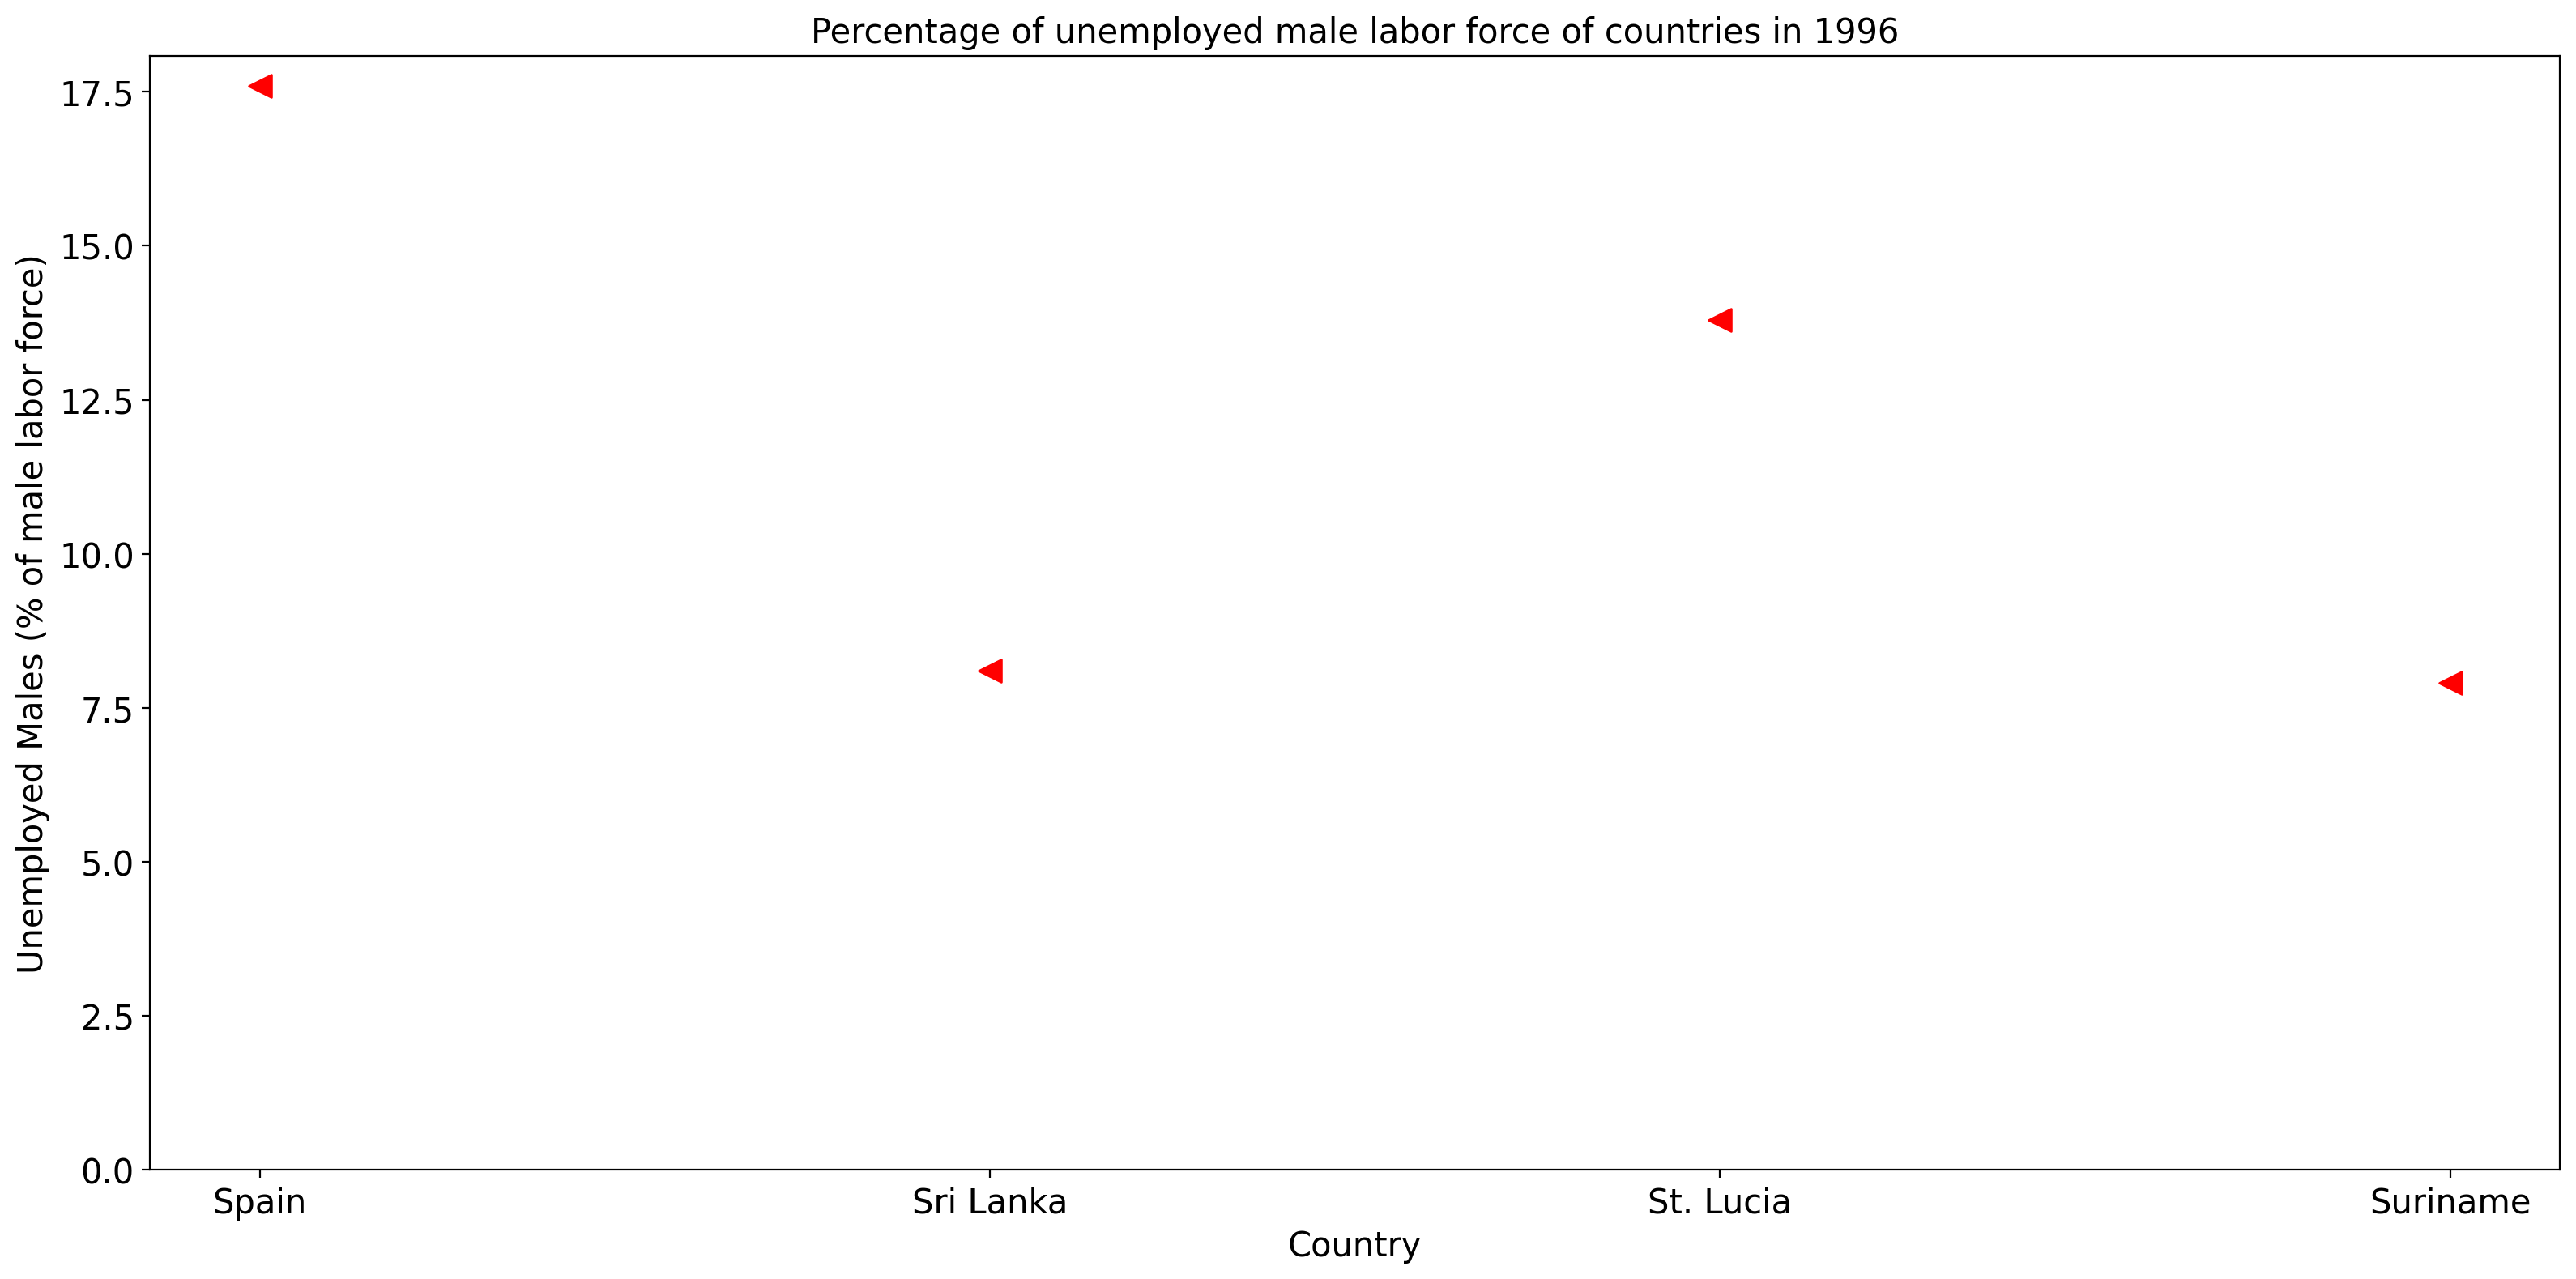 Percentage of unemployed male labor force of countries in 1996
Unemployed Males (% of male labor force)
17.5
15.0
12.5
10.0
7.5
5.0
2.5
0.0
Spain Sri Lanka St. Lucia Suriname
Country